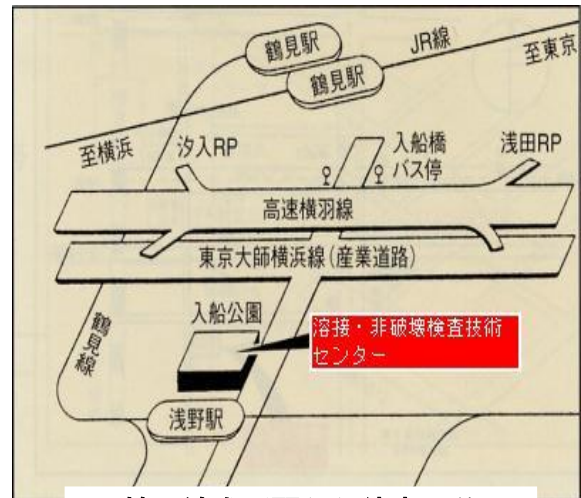 鶴見駅
JR線
至東京
鶴見駅
至横浜
汐入RP
入船橋
バス停
浅田RP
高速横羽線
東京大師横浜線(産業道路)
鶴見線
入船公園
溶接・非破壊検査技術
センター
浅野駅